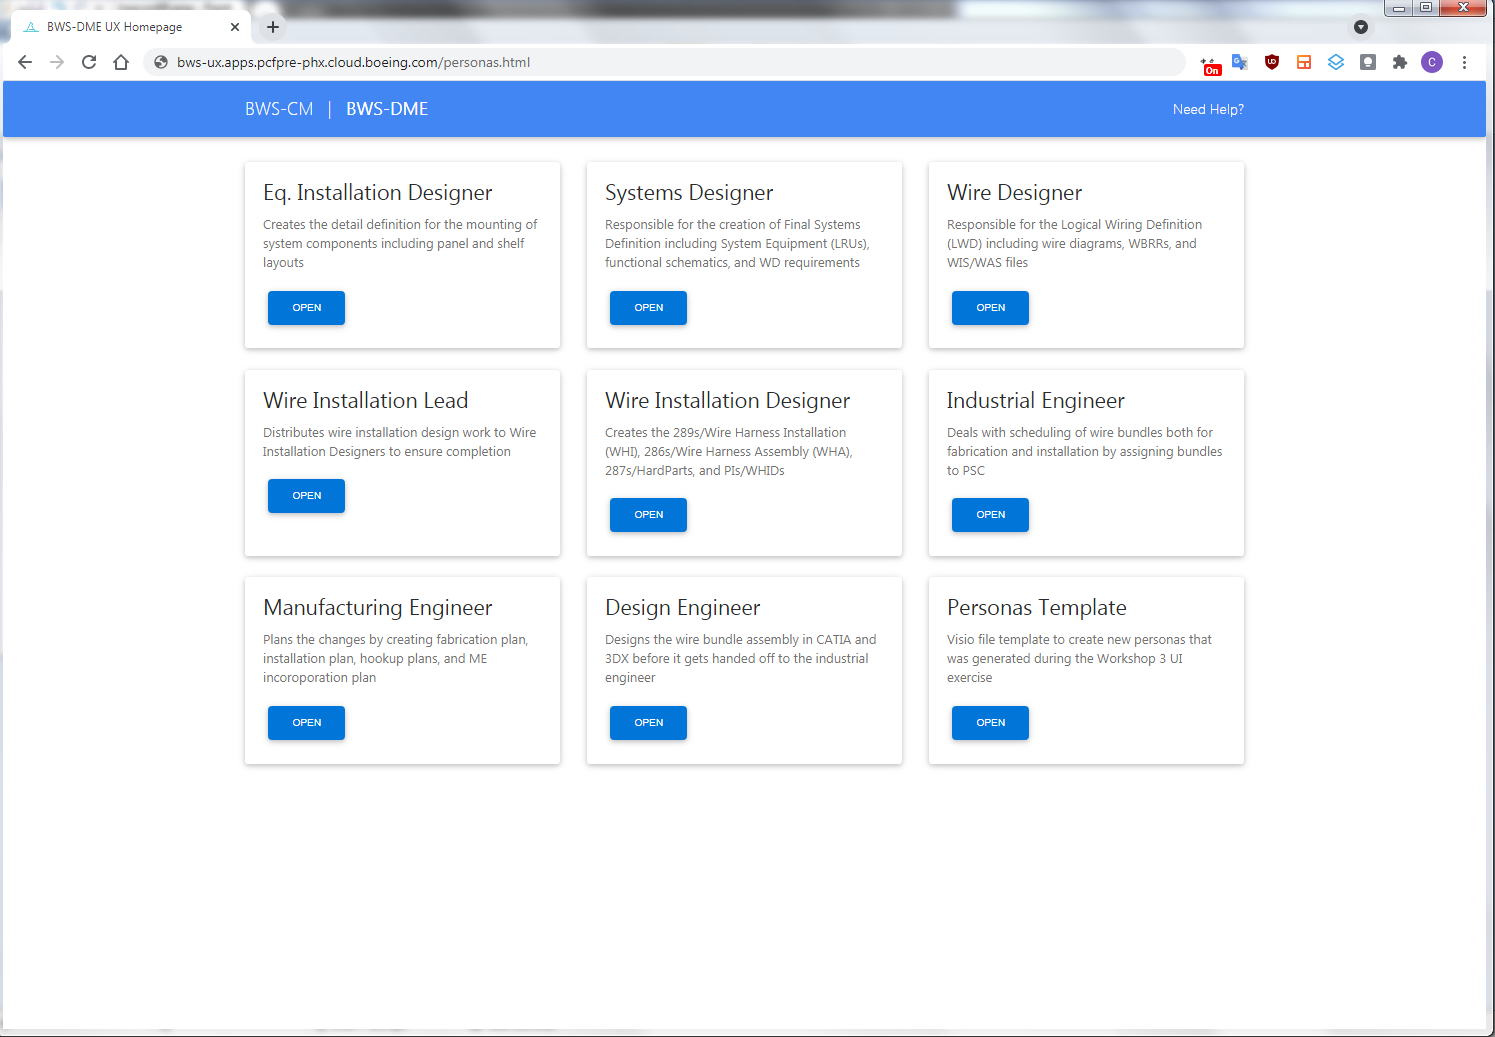 BWS-DME UX Homepage
bws-ux.apps.pcfpre-phx.cloud.boeing.com/personas.html
On
UD
G
C
BWS-CM | BWS-DME
Need Help?
Eq. Installation Designer
Creates the detail definition for the mounting of
system components including panel and shelf
layouts
OPEN
Systems Designer
Responsible for the creation of Final Systems
Definition including System Equipment (LRUs),
functional schematics, and WD requirements
OPEN
Wire Designer
Responsible for the Logical Wiring Definition
(LWD) including wire diagrams, WBRRs, and
WIS/WAS files
OPEN
Wire Installation Lead
Distributes wire installation design work to Wire
Installation Designers to ensure completion
OPEN
Wire Installation Designer
Creates the 289s/Wire Harness Installation
(WHI), 286s/Wire Harness Assembly (WHA),
287s/HardParts, and PIs/WHIDs
OPEN
Industrial Engineer
Deals with scheduling of wire bundles both for
fabrication and installation by assigning bundles
to PSC
OPEN
Manufacturing Engineer
Plans the changes by creating fabrication plan,
installation plan, hookup plans, and ME
incoroporation plan
OPEN
Design Engineer
Designs the wire bundle assembly in CATIA and
3DX before it gets handed off to the industrial
engineer
OPEN
Personas Template
Visio file template to create new personas that
was generated during the Workshop 3 UI
exercise
OPEN